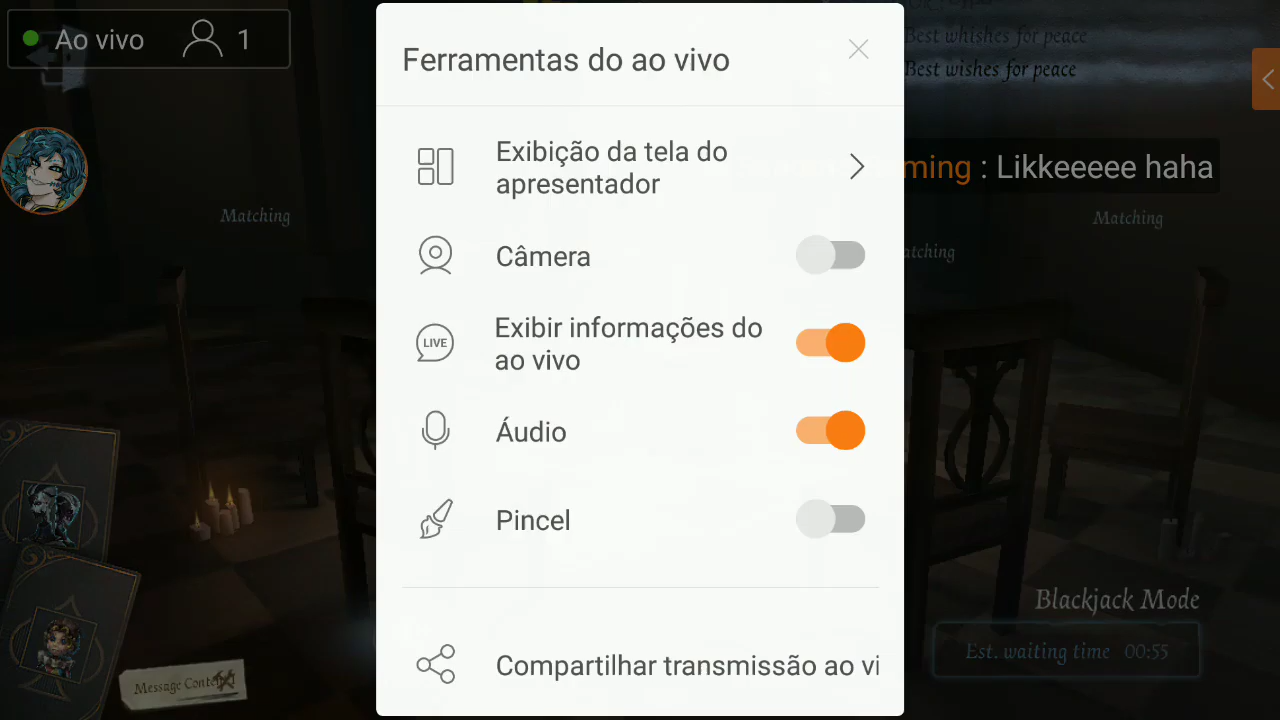 Ao vivo 1
Ferramentas do ao vivo
Best whishes for peace
Best wishes for peace
Exibição da tela do
apresentador
ming : Likkeeeee haha
Matching
Matching
atching
Câmera
Exibir informações do
ao vivo
LIVE
Áudio
Pincel
Blackjack Mode
Est. waiting time 00:55
Compartilhar transmissão ao vi
Message